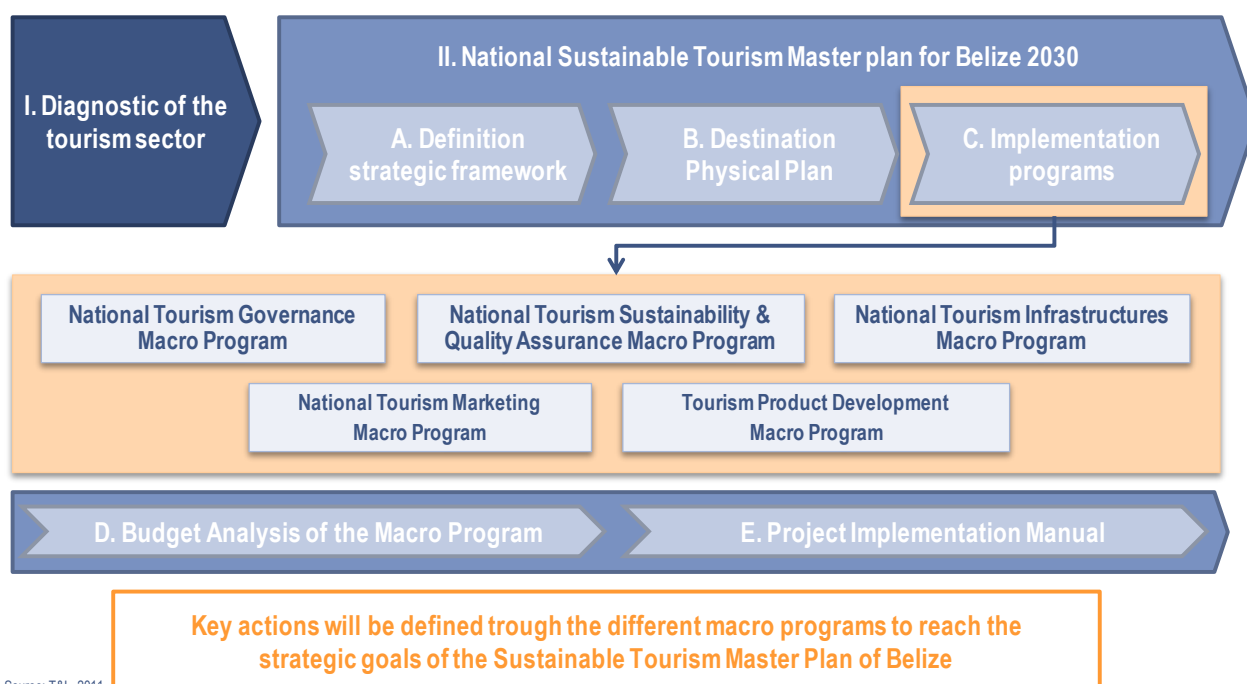 II. National Sustainable Tourism Master plan for Belize 2030
I. Diagnostic of the
tourism sector
A. Definition
strategic framework
B. Destination
Physical Plan
C. Implementation
programs
National Tourism Governance
Macro Program
National Tourism Sustainability &
Quality Assurance Macro Program
National Tourism Infrastructures
Macro Program
National Tourism Marketing
Macro Program
Tourism Product Development
Macro Program
D. Budget Analysis of the Macro Program
E. Project Implementation Manual
Key actions will be defined trough the different macro programs to reach the
strategic goals of the Sustainable Tourism Master Plan of Belize
Source: T&L, 2011